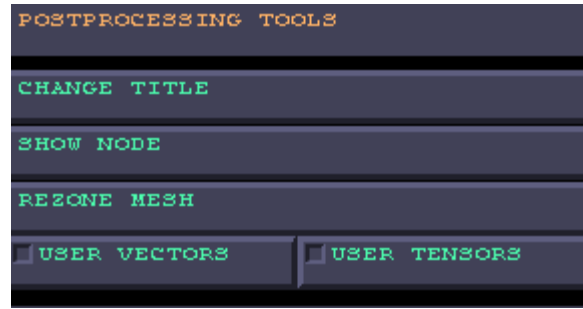 POSTPROCESSING TOOLS
CHANGE TITLE
SHOW NODE
REZONE MESH
USER VECTORS USER TENSORS